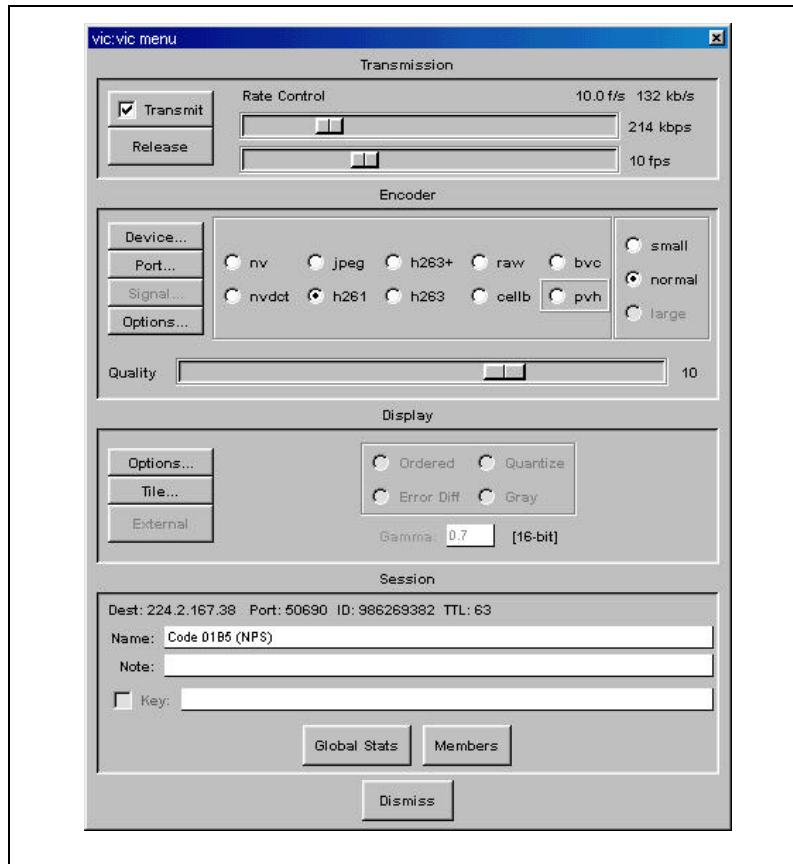 vic:vic menu
Transmission
Transmit
Rate Control
10.0 f/s 132 kb/s
214 kbps
Release
10 fps
Encoder
Device...
Port...
Signal...
Options...
nv jpeg h263+ raw bvc
nvdct h261 h263 cellb pvh
small
normal
large
Quality
10
Display
Options...
Tile...
External
Ordered Quantize
Error Diff Gray
Gamma: 0.7 [16-bit]
Session
Dest: 224.2.167.38 Port: 50690 ID: 986269382 TTL: 63
Name: Code 01B5 (NPS)
Note:
Key:
Global Stats Members
Dismiss